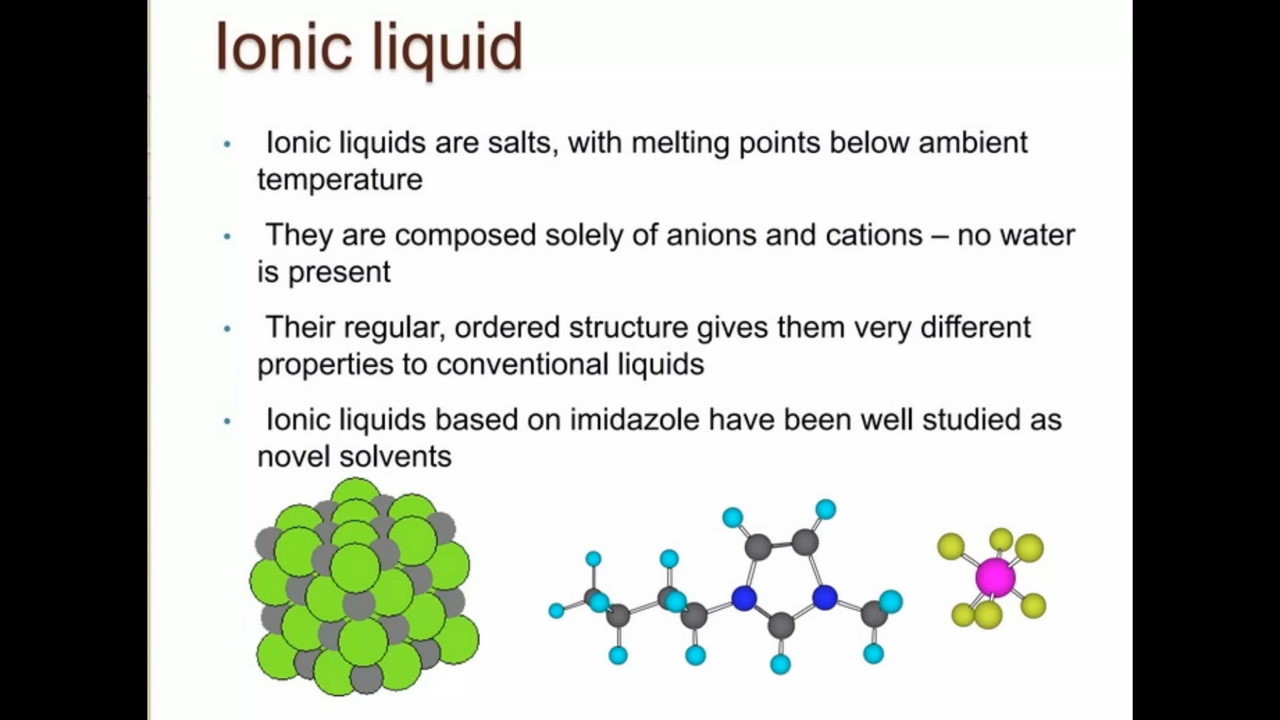 Ionic liquid
• Ionic liquids are salts, with melting points below ambient
temperature
• They are composed solely of anions and cations – no water
is present
• Their regular, ordered structure gives them very different
properties to conventional liquids
• Ionic liquids based on imidazole have been well studied as
novel solvents